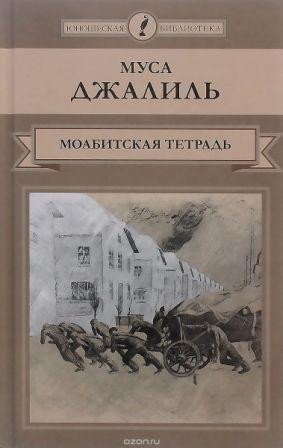 ЮНОШЕСКАЯ БИБЛИОТЕКА
МУСА
ДЖАЛИЛЬ
МОАБИТСКАЯ ТЕТРАДЬ
ozon.ru